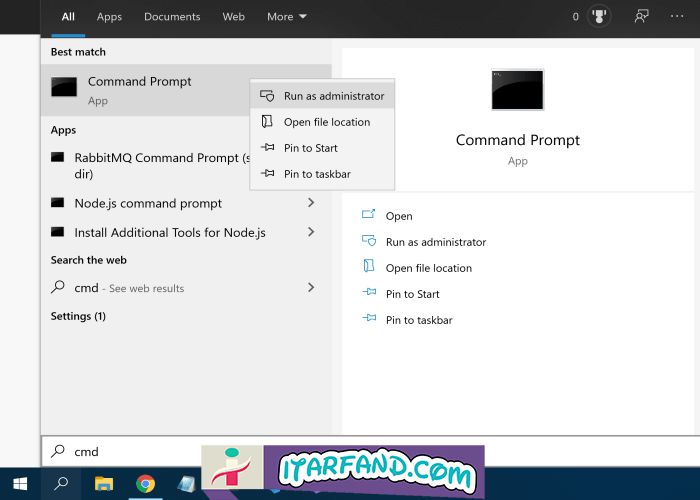 All Apps Documents Web More 0
Best match
Command Prompt
App
Run as administrator
Open file location
Pin to Start
Pin to taskbar
Apps
RabbitMQ Command Prompt (s
dir)
Node.js command prompt
Install Additional Tools for Node.js
Search the web
cmd - See web results
Settings (1)
Command Prompt
App
Open
Run as administrator
Open file location
Pin to Start
Pin to taskbar
cmd
ITARFAND.COM